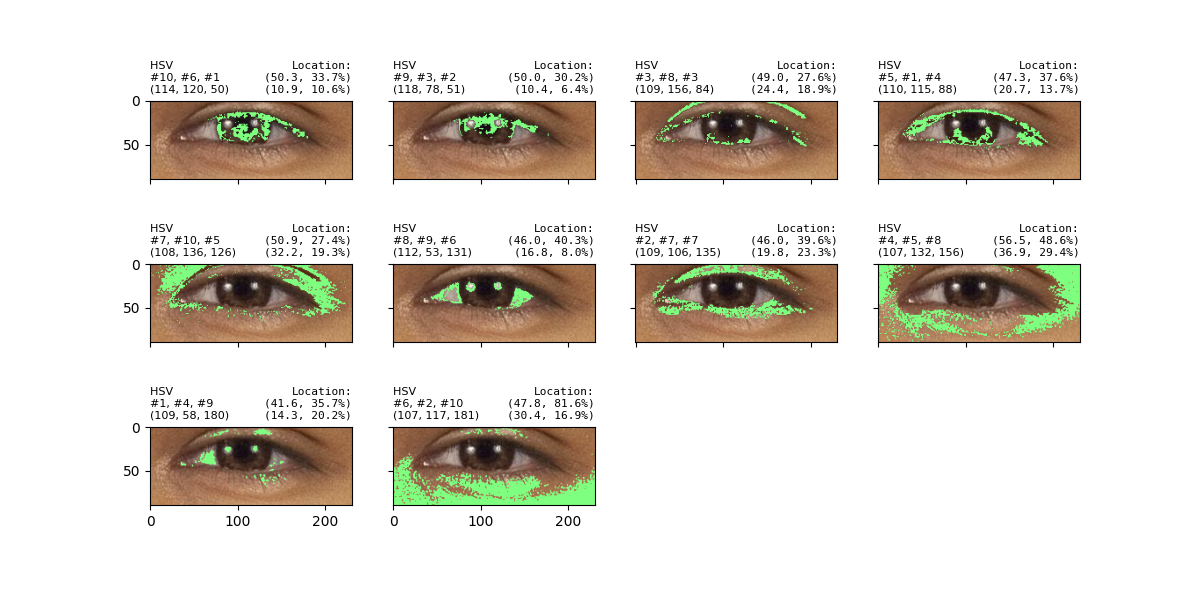 HSV Location:
#10, #6, #1 (50.3, 33.7%)
(114, 120, 50) (10.9, 10.6%)
HSV Location:
#9, #3, #2 (50.0, 30.2%)
(118, 78, 51) (10.4, 6.4%)
HSV Location:
#3, #8, #3 (49.0, 27.6%)
(109, 156, 84) (24.4, 18.9%)
HSV Location:
#5, #1, #4 (47.3, 37.6%)
(110, 115, 88) (20.7, 13.7%)
0
50
HSV Location:
#7, #10, #5 (50.9, 27.4%)
(108, 136, 126) (32.2, 19.3%)
HSV Location:
#8, #9, #6 (46.0, 40.3%)
(112, 53, 131) (16.8, 8.0%)
HSV Location:
#2, #7, #7 (46.0, 39.6%)
(109, 106, 135) (19.8, 23.3%)
HSV Location:
#4, #5, #8 (56.5, 48.6%)
(107, 132, 156) (36.9, 29.4%)
0
50
HSV Location:
#1, #4, #9 (41.6, 35.7%)
(109, 58, 180) (14.3, 20.2%)
HSV Location:
#6, #2, #10 (47.8, 81.6%)
(107, 117, 181) (30.4, 16.9%)
0
50
0 100 200
0 100 200